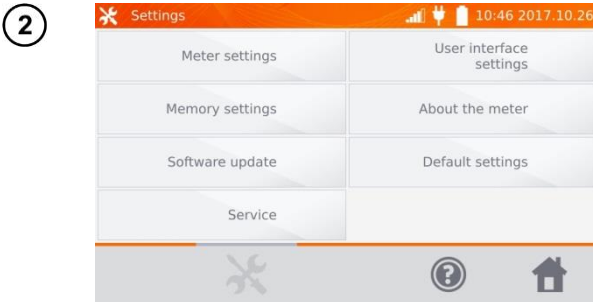 2
Settings
10:46 2017.10.26
Meter settings
User interface
settings
Memory settings
About the meter
Software update
Default settings
Service
?